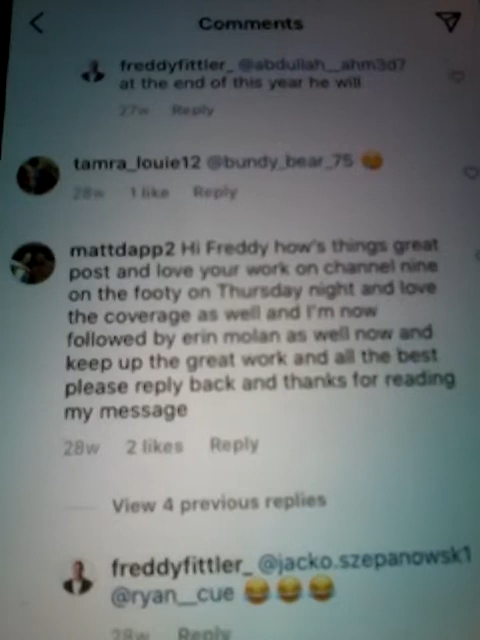 Comments
freddyfittler_ @abdullah__ahm3d7
at the end of this year he will
27w Reply
tamra_louie12 @bundy_bear_75 😊
28w 1 like Reply
mattdapp2 Hi Freddy how's things great
post and love your work on channel nine
on the footy on Thursday night and love
the coverage as well and I'm now
followed by erin molan as well now and
keep up the great work and all the best
please reply back and thanks for reading
my message
28w 2 likes Reply
View 4 previous replies
freddyfittler_ @jacko.szepanowsk1
@ryan__cue 😂😂😂
28w Reply